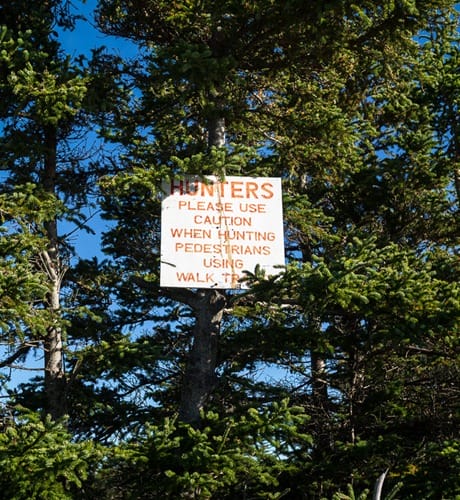 HUNTERS
PLEASE USE
CAUTION
WHEN HUNTING
PEDESTRIANS
USING
WALK